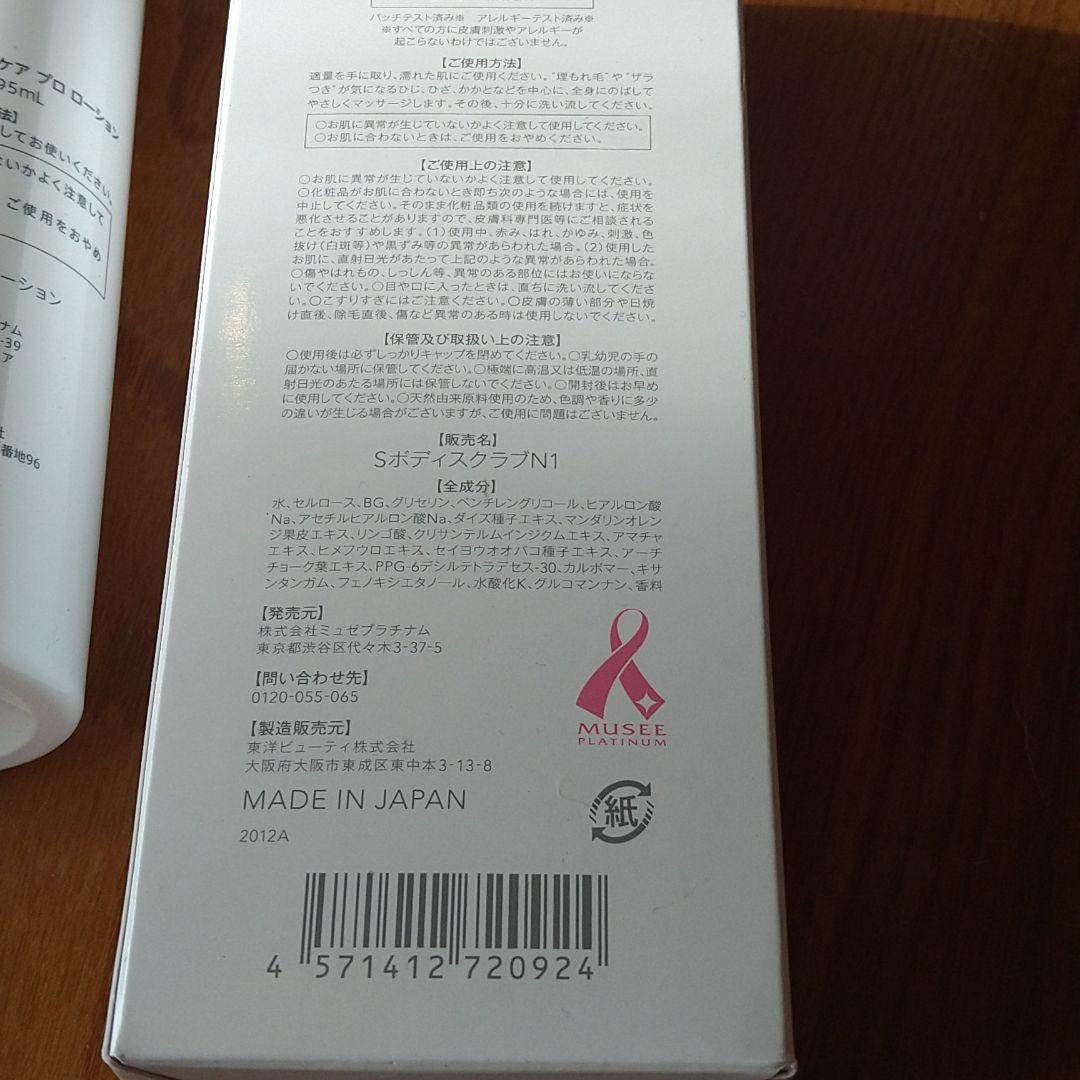 パッチテスト済み※ アレルギーテスト済み※
※すべての方に皮膚刺激やアレルギーが
起こらないわけではございません。
【ご使用方法】
適量を手に取り、濡れた肌にご使用ください。"埋もれ毛"や"ザラ
つき"が気になるひじ、ひざ、かかとなどを中心に、全身にのばして
やさしくマッサージします。その後、十分に洗い流してください。
○お肌に異常が生じていないかよく注意して使用してください。
○お肌に合わないときは、ご使用をおやめください。
【ご使用上の注意】
○お肌に異常が生じていないかよく注意して使用してください。
○化粧品がお肌に合わないとき即ち次のような場合には、使用を
中止してください。そのまま化粧品類の使用を続けますと、症状を
悪化させることがありますので、皮膚科専門医等にご相談される
ことをおすすめします。(1)使用中、赤み、はれ、かゆみ、刺激、色
抜け(白斑等)や黒ずみ等の異常があらわれた場合。(2)使用した
お肌に、直射日光があたって上記のような異常があらわれた場合。
○傷やはれもの、しっしん等、異常のある部位にはお使いにならな
いでください。○目や口に入ったときは、直ちに洗い流してくださ
い。○こすりすぎにはご注意ください。○皮膚の薄い部分や日焼
け直後、除毛直後、傷など異常のある時は使用しないでください。
【保管及び取扱い上の注意】
○使用後は必ずしっかりキャップを閉めてください。○乳幼児の手の
届かない場所に保管してください。○極端に高温又は低温の場所、直
射日光のあたる場所には保管しないでください。○開封後はお早め
に使用してください。○天然由来原料使用のため、色調や香りに多少
の違いが生じる場合がございますが、ご使用に問題はございません。
【販売名】
SボディスクラブN1
【全成分】
水、セルロース、BG、グリセリン、ペンチレングリコール、ヒアルロン酸
Na、アセチルヒアルロン酸Na、ダイズ種子エキス、マンダリンオレン
ジ果皮エキス、リンゴ酸、クリサンテルムインジクムエキス、アマチャ
エキス、ヒメフウロエキス、セイヨウオオバコ種子エキス、アーチ
チョーク葉エキス、PPG-6デシルテトラデセス-30、カルボマー、キサ
ンタンガム、フェノキシエタノール、水酸化K、グルコマンナン、香料
【発売元】
株式会社ミュゼプラチナム
東京都渋谷区代々木3-37-5
【問い合わせ先】
0120-055-065
【製造販売元】
東洋ビューティ株式会社
大阪府大阪市東成区東中本3-13-8
MADE IN JAPAN
2012A
MUSEE
PLATINUM
紙
4 571412 720924
ケア プロ ローション
95mL
法】
してお使いください。
ないかよく注意して
ご使用をおやめ
ーション
ナム
-39
ア
社
番地96